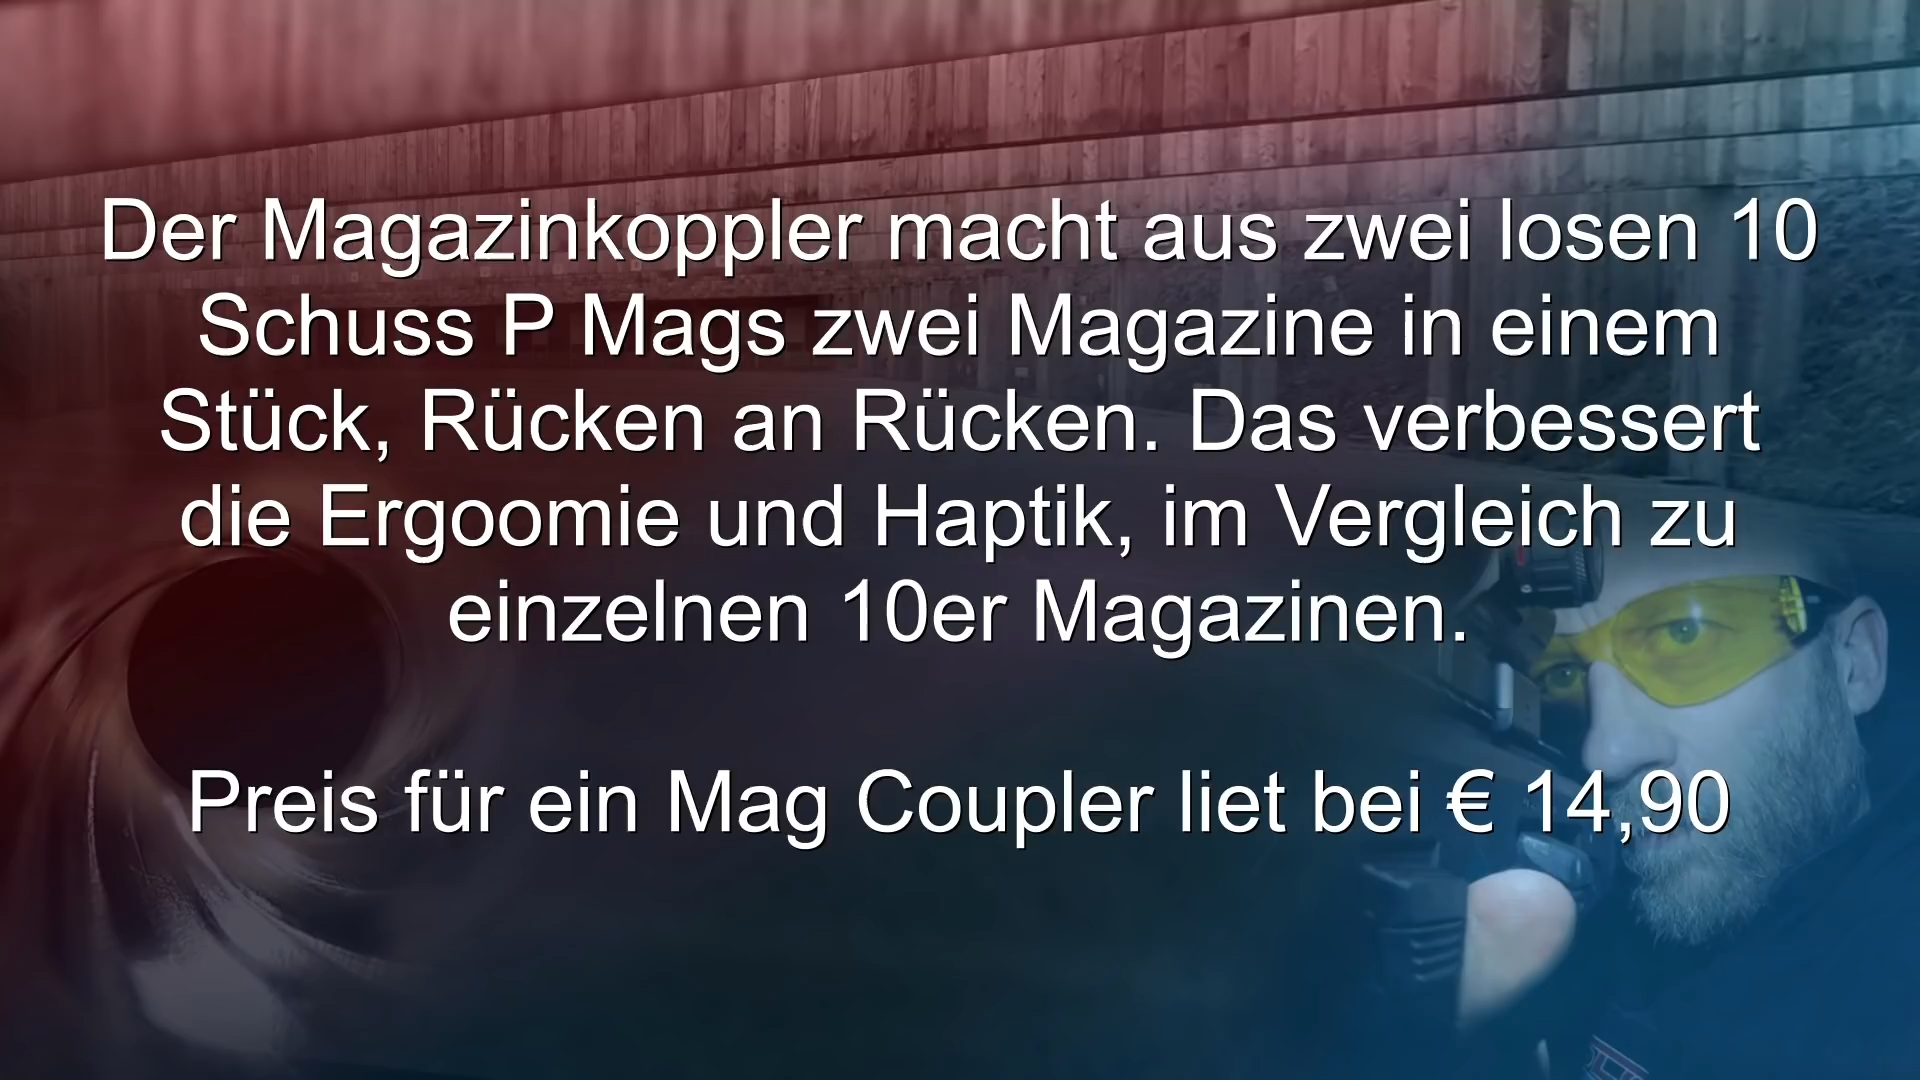 Der Magazinkoppler macht aus zwei losen 10
Schuss P Mags zwei Magazine in einem
Stück, Rücken an Rücken. Das verbessert
die Ergoomie und Haptik, im Vergleich zu
einzelnen 10er Magazinen.
Preis für ein Mag Coupler liet bei € 14,90